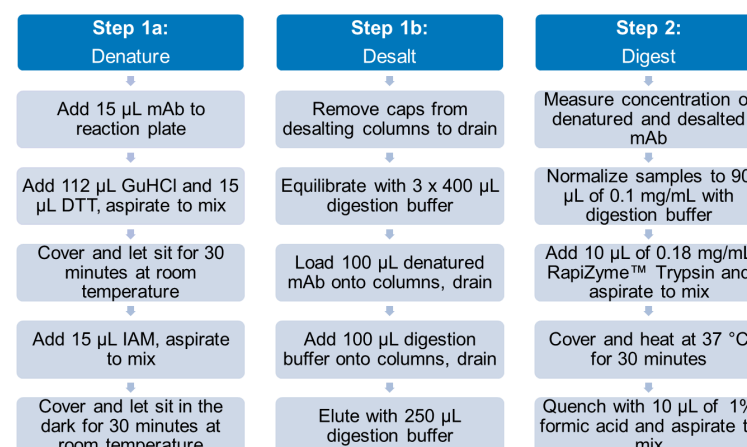 Step 1a:
Denature
Add 15 µL mAb to
reaction plate
Add 112 µL GuHCl and 15
µL DTT, aspirate to mix
Cover and let sit for 30
minutes at room
temperature
Add 15 µL IAM, aspirate
to mix
Cover and let sit in the
dark for 30 minutes at
room temperature
Step 1b:
Desalt
Remove caps from
desalting columns to drain
Equilibrate with 3 x 400 µL
digestion buffer
Load 100 µL denatured
mAb onto columns, drain
Add 100 µL digestion
buffer onto columns, drain
Elute with 250 µL
digestion buffer
Step 2:
Digest
Measure concentration
denatured and desalted
mAb
Normalize samples to 90
µL of 0.1 mg/mL with
digestion buffer
Add 10 µL of 0.18 mg/mL
RapiZyme™ Trypsin and
aspirate to mix
Cover and heat at 37 °C
for 30 minutes
Quench with 10 µL of 1%
formic acid and aspirate
mix